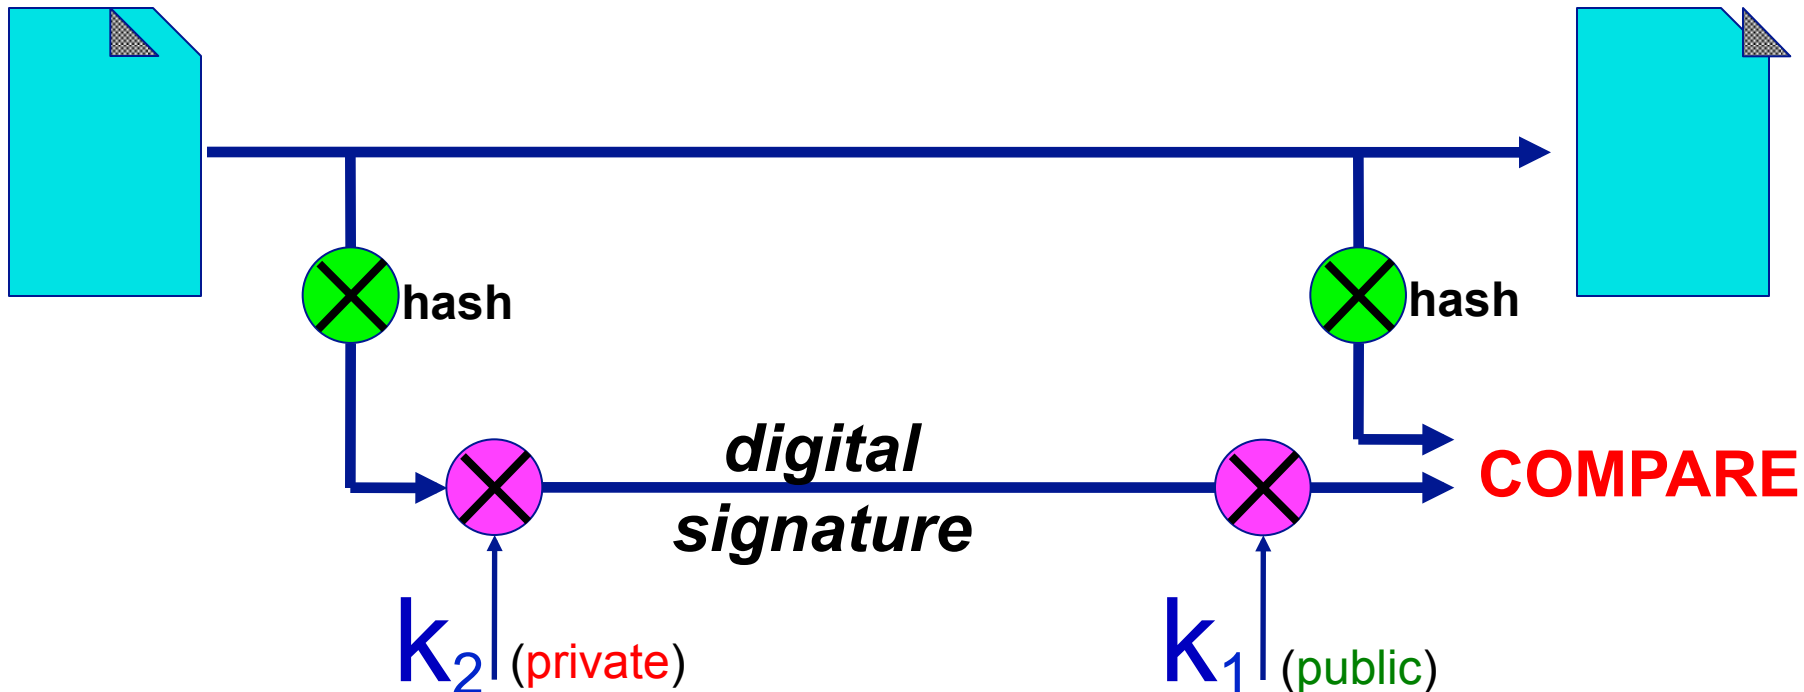 hash
hash
digital
signature
COMPARE
k2 (private)
k1 (public)